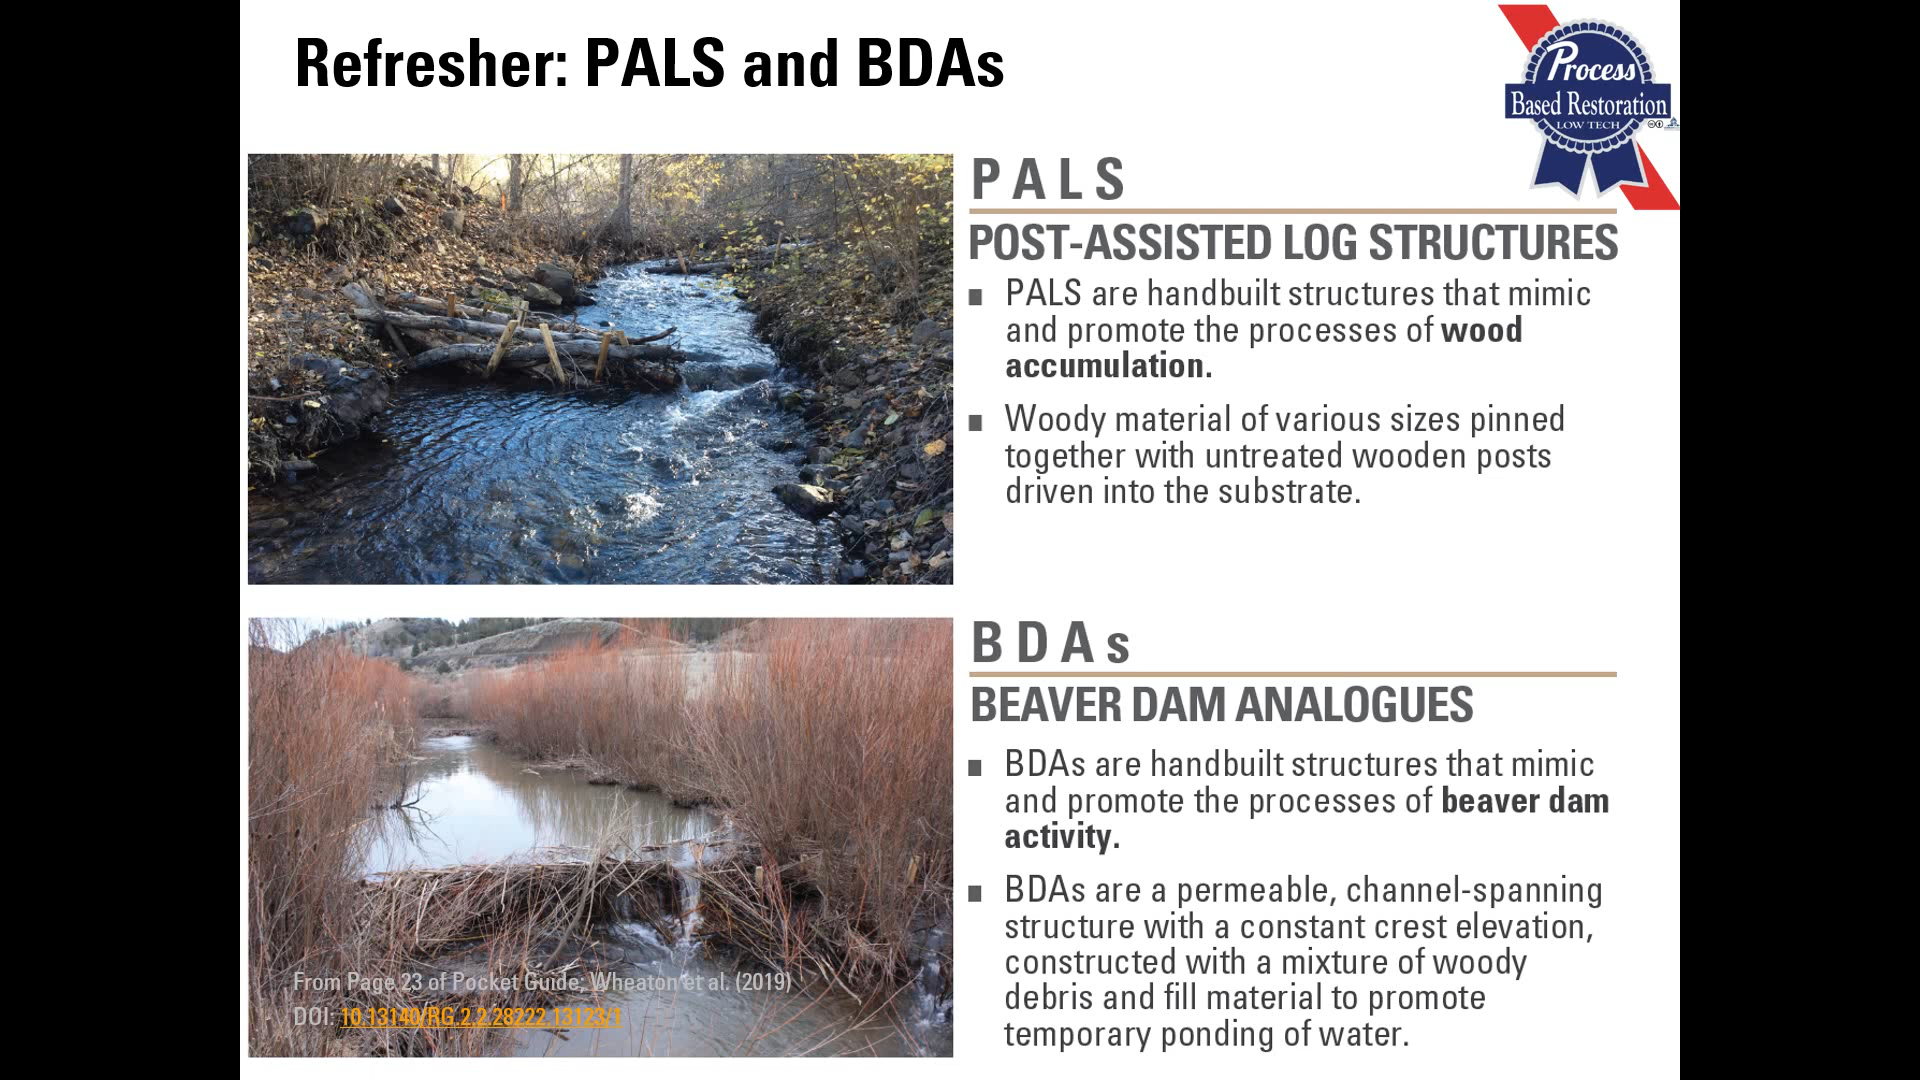 Refresher: PALS and BDAs
Process
Based Restoration
LOW TECH
PALS
POST-ASSISTED LOG STRUCTURES
▪ PALS are handbuilt structures that mimic
and promote the processes of wood
accumulation.
▪ Woody material of various sizes pinned
together with untreated wooden posts
driven into the substrate.
BDAs
BEAVER DAM ANALOGUES
▪ BDAs are handbuilt structures that mimic
and promote the processes of beaver dam
activity.
▪ BDAs are a permeable, channel-spanning
structure with a constant crest elevation,
constructed with a mixture of woody
debris and fill material to promote
temporary ponding of water.
From Page 23 of Pocket Guide; Wheaton et al. (2019)
DOI: 10.13140/RG.2.2.28222.13123/1